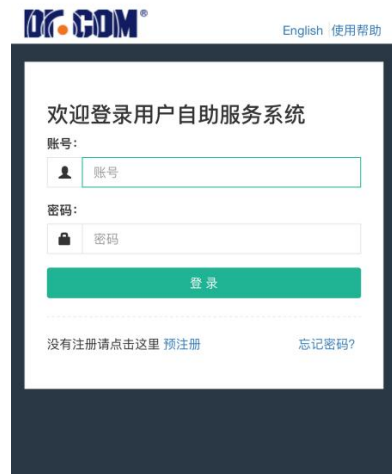 Dr.COM®
English 使用帮助
欢迎登录用户自助服务系统
账号:
账号
密码:
密码
登 录
没有注册请点击这里 预注册 忘记密码?